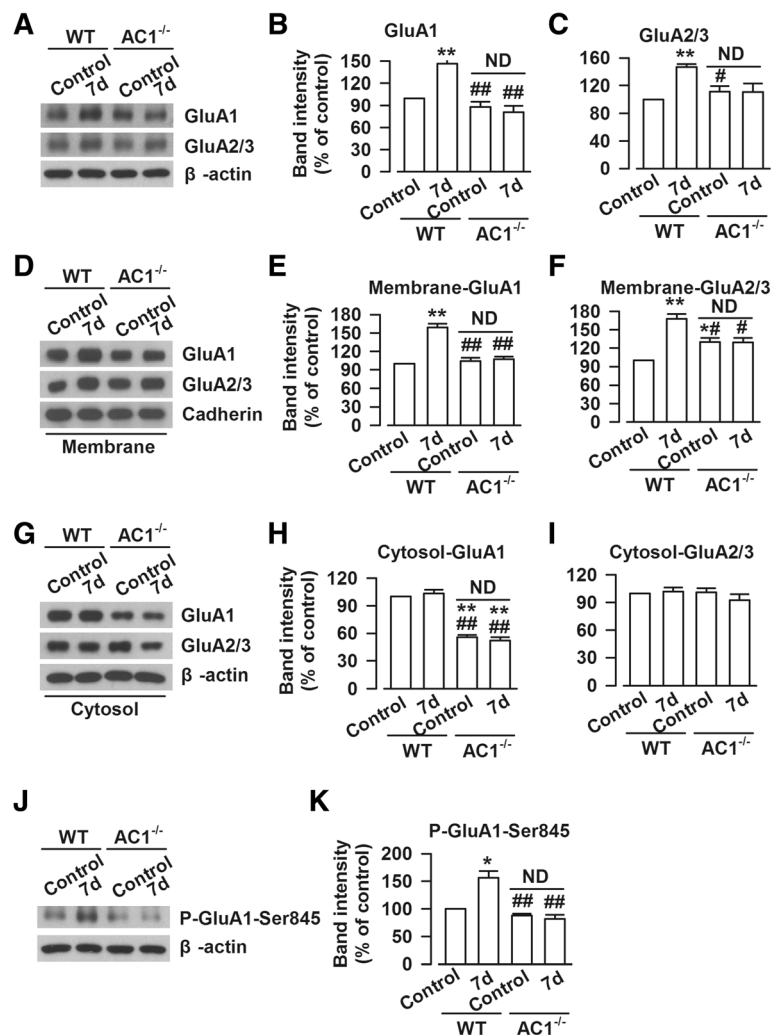 A
WT AC1-/-
Control 7d Control 7d
GluA1
GluA2/3
β -actin
B
GluA1
Band intensity
(% of control)
150
120
90
60
30
0
** ND
## ##
Control 7d Control 7d
WT AC1-/-
C
GluA2/3
160
120
80
40
0
** ND
#
Control 7d Control 7d
WT AC1-/-
D
WT AC1-/-
Control 7d Control 7d
GluA1
GluA2/3
Cadherin
Membrane
E
Membrane-GluA1
Band intensity
(% of control)
180
150
120
90
60
30
0
** ND
## ##
Control 7d Control 7d
WT AC1-/-
F
Membrane-GluA2/3
180
150
120
90
60
30
0
** ND
*# #
Control 7d Control 7d
WT AC1-/-
G
WT AC1-/-
Control 7d Control 7d
GluA1
GluA2/3
β -actin
Cytosol
H
Cytosol-GluA1
Band intensity
(% of control)
120
90
60
30
0
ND
** **
## ##
Control 7d Control 7d
WT AC1-/-
I
Cytosol-GluA2/3
120
90
60
30
0
Control 7d Control 7d
WT AC1-/-
J
WT AC1-/-
Control 7d Control 7d
P-GluA1-Ser845
β -actin
K
P-GluA1-Ser845
Band intensity
(% of control)
200
150
100
50
0
* ND
## ##
Control 7d Control 7d
WT AC1-/-